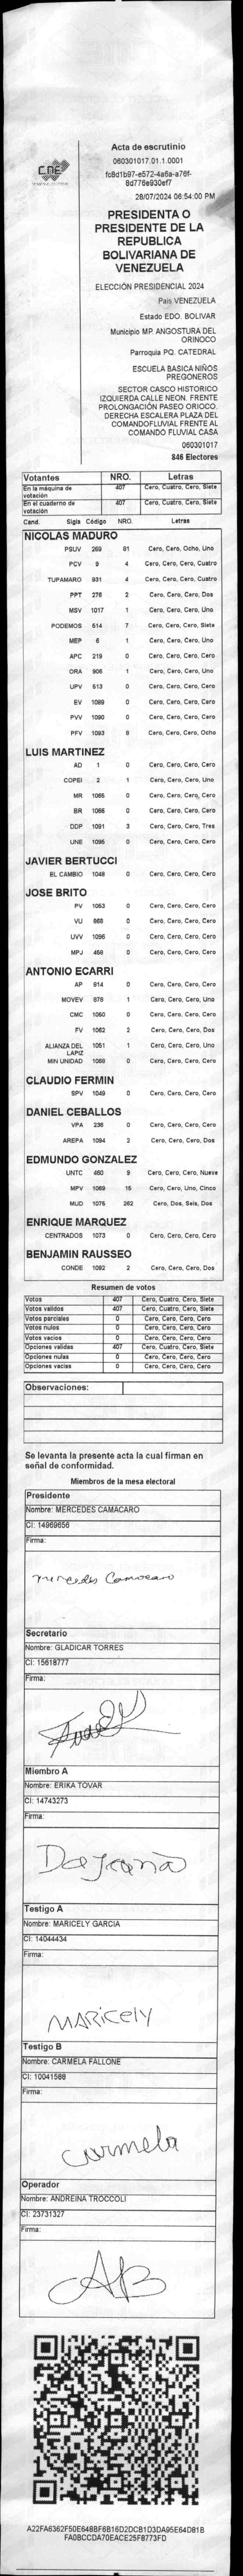 CNE
Acta de escrutinio
060301017.01.1.0001
fc8d1b97-e572-4a6a-a76f-
8d776e930ef7
28/07/2024 06:54:00 PM
PRESIDENTA O
PRESIDENTE DE LA
REPUBLICA
BOLIVARIANA DE
VENEZUELA
ELECCIÓN PRESIDENCIAL 2024
Pais VENEZUELA
Estado EDO. BOLIVAR
Municipio MP. ANGOSTURA DEL
ORINOCO
Parroquia PQ. CATEDRAL
ESCUELA BASICA NIÑOS
PREGONEROS
SECTOR CASCO HISTORICO
IZQUIERDA CALLE NEON. FRENTE
PROLONGACIÓN PASEO ORIOCO.
DERECHA ESCALERA PLAZA DEL
COMANDOFLUVIAL FRENTE AL
COMANDO FLUVIAL CASA
060301017
846 Electores
Votantes NRO. Letras
En la máquina de votación 407 Cero, Cuatro, Cero, Siete
En el cuaderno de votación 407 Cero, Cuatro, Cero, Siete
Cand. Sigla Código NRO. Letras
NICOLAS MADURO
PSUV 269 81 Cero, Cero, Ocho, Uno
PCV 9 4 Cero, Cero, Cero, Cuatro
TUPAMARO 931 4 Cero, Cero, Cero, Cuatro
PPT 276 2 Cero, Cero, Cero, Dos
MSV 1017 1 Cero, Cero, Cero, Uno
PODEMOS 514 7 Cero, Cero, Cero, Siete
MEP 6 1 Cero, Cero, Cero, Uno
APC 219 0 Cero, Cero, Cero, Cero
ORA 906 1 Cero, Cero, Cero, Uno
UPV 513 0 Cero, Cero, Cero, Cero
EV 1089 0 Cero, Cero, Cero, Cero
PVV 1090 0 Cero, Cero, Cero, Cero
PFV 1093 8 Cero, Cero, Cero, Ocho
LUIS MARTINEZ
AD 1 0 Cero, Cero, Cero, Cero
COPEI 2 1 Cero, Cero, Cero, Uno
MR 1065 0 Cero, Cero, Cero, Cero
BR 1066 0 Cero, Cero, Cero, Cero
DDP 1091 3 Cero, Cero, Cero, Tres
UNE 1095 0 Cero, Cero, Cero, Cero
JAVIER BERTUCCI
EL CAMBIO 1048 0 Cero, Cero, Cero, Cero
JOSE BRITO
PV 1053 0 Cero, Cero, Cero, Cero
VU 868 0 Cero, Cero, Cero, Cero
UVV 1096 0 Cero, Cero, Cero, Cero
MPJ 459 0 Cero, Cero, Cero, Cero
ANTONIO ECARRI
AP 914 0 Cero, Cero, Cero, Cero
MOVEV 878 1 Cero, Cero, Cero, Uno
CMC 1060 0 Cero, Cero, Cero, Cero
FV 1062 2 Cero, Cero, Cero, Dos
ALIANZA DEL LAPIZ 1051 1 Cero, Cero, Cero, Uno
MIN UNIDAD 1068 0 Cero, Cero, Cero, Cero
CLAUDIO FERMIN
SPV 1049 0 Cero, Cero, Cero, Cero
DANIEL CEBALLOS
VPA 236 0 Cero, Cero, Cero, Cero
AREPA 1094 2 Cero, Cero, Cero, Dos
EDMUNDO GONZALEZ
UNTC 460 9 Cero, Cero, Cero, Nueve
MPV 1069 15 Cero, Cero, Uno, Cinco
MUD 1075 262 Cero, Dos, Seis, Dos
ENRIQUE MARQUEZ
CENTRADOS 1073 0 Cero, Cero, Cero, Cero
BENJAMIN RAUSSEO
CONDE 1092 2 Cero, Cero, Cero, Dos
Resumen de votos
Votos 407 Cero, Cuatro, Cero, Siete
Votos validos 407 Cero, Cuatro, Cero, Siete
Votos parciales 0 Cero, Cero, Cero, Cero
Votos nulos 0 Cero, Cero, Cero, Cero
Votos vacios 0 Cero, Cero, Cero, Cero
Opciones validas 407 Cero, Cuatro, Cero, Siete
Opciones nulas 0 Cero, Cero, Cero, Cero
Opciones vacias 0 Cero, Cero, Cero, Cero
Observaciones:
Se levanta la presente acta la cual firman en
señal de conformidad.
Miembros de la mesa electoral
Presidente
Nombre: MERCEDES CAMACARO
CI: 14969656
Firma:
Mercedes Camacaro
Secretario
Nombre: GLADICAR TORRES
CI: 15618777
Firma:
Miembro A
Nombre: ERIKA TOVAR
CI: 14743273
Firma:
Testigo A
Nombre: MARICELY GARCIA
CI: 14044434
Firma:
MARICELY
Testigo B
Nombre: CARMELA FALLONE
CI: 10041588
Firma:
Carmela
Operador
Nombre: ANDREINA TROCCOLI
CI: 23731327
Firma:
A22FA6362F50E648BF6B16D2DCB1D3DA95E64D81B
FA0BCCDA70EACE25F8773FD